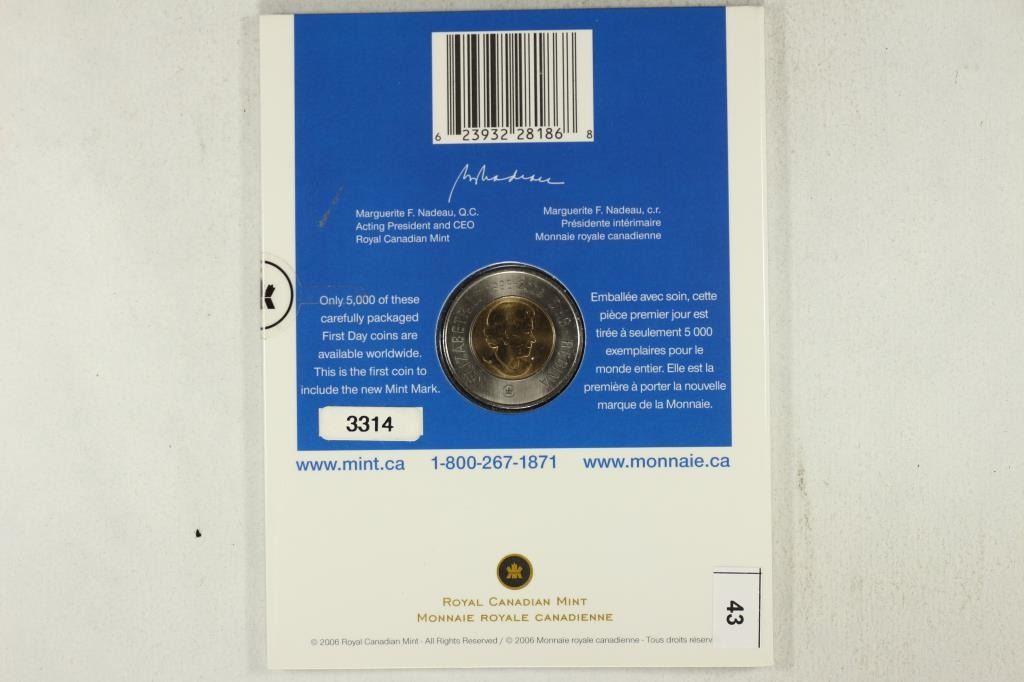 6 23932 28186 8
Marguerite F. Nadeau, Q.C.
Acting President and CEO
Royal Canadian Mint
Marguerite F. Nadeau, c.r.
Présidente intérimaire
Monnaie royale canadienne
Only 5,000 of these
carefully packaged
First Day coins are
available worldwide.
This is the first coin to
include the new Mint Mark.
ELIZABETH II REGINA
Emballée avec soin, cette
pièce premier jour est
tirée à seulement 5 000
exemplaires pour le
monde entier. Elle est la
première à porter la nouvelle
marque de la Monnaie.
3314
www.mint.ca 1-800-267-1871 www.monnaie.ca
ROYAL CANADIAN MINT
MONNAIE ROYALE CANADIENNE
© 2006 Royal Canadian Mint - All Rights Reserved / © 2006 Monnaie royale canadienne - Tous droits
43